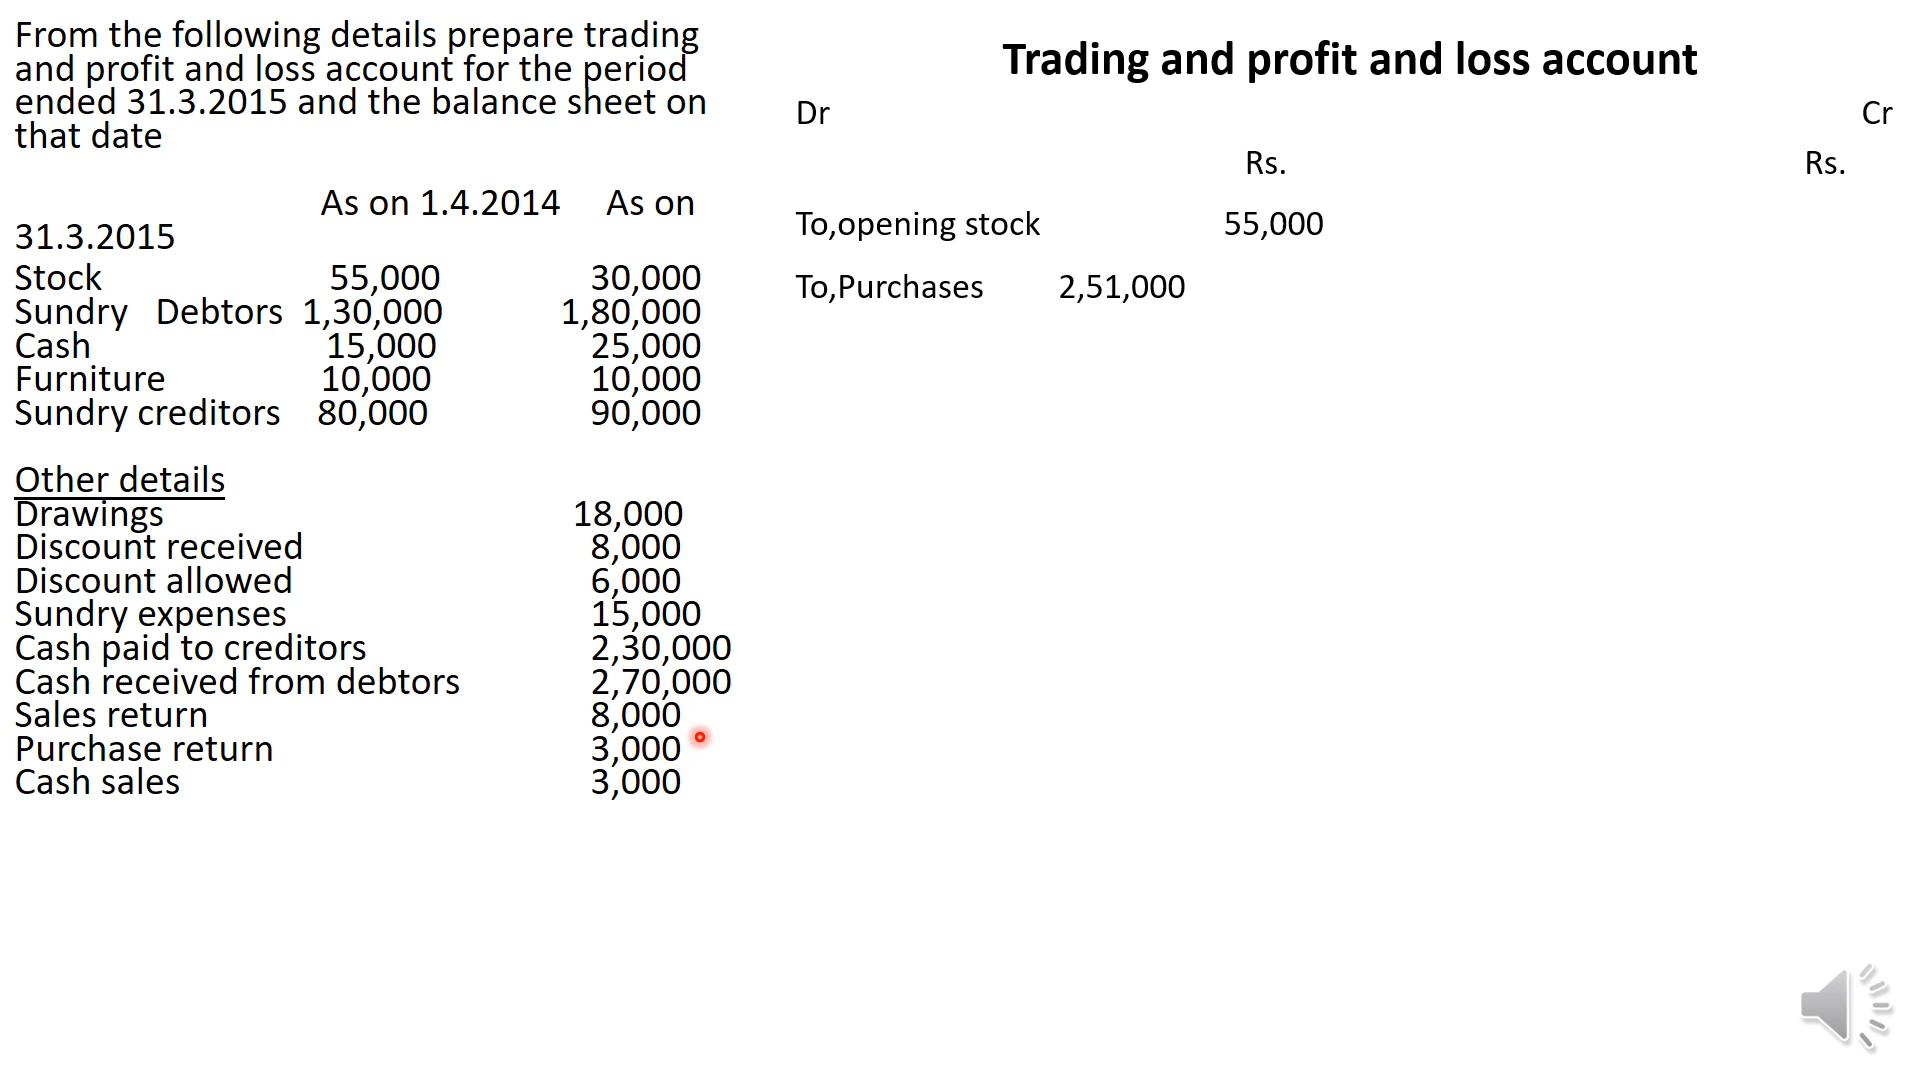 From the following details prepare trading
and profit and loss account for the period
ended 31.3.2015 and the balance sheet on
that date
As on 1.4.2014 As on
31.3.2015
Stock 55,000 30,000
Sundry Debtors 1,30,000 1,80,000
Cash 15,000 25,000
Furniture 10,000 10,000
Sundry creditors 80,000 90,000
Other details
Drawings 18,000
Discount received 8,000
Discount allowed 6,000
Sundry expenses 15,000
Cash paid to creditors 2,30,000
Cash received from debtors 2,70,000
Sales return 8,000
Purchase return 3,000
Cash sales 3,000
Trading and profit and loss account
Dr Cr
Rs. Rs.
To,opening stock 55,000
To,Purchases 2,51,000